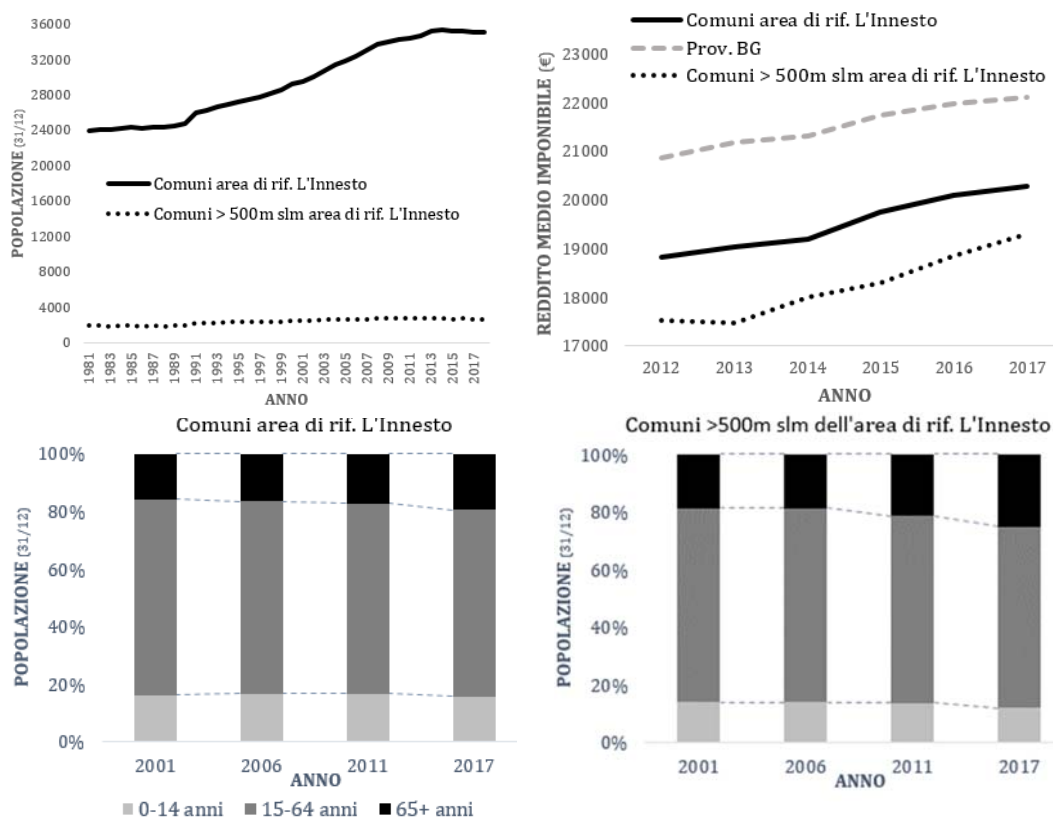 36000
32000
28000
24000
20000
16000
12000
8000
4000
0
POPOLAZIONE (31/12)
Comuni area di rif. L'Innesto
Comuni > 500m slm area di rif. L'Innesto
1981
1983
1985
1987
1989
1991
1993
1995
1997
1999
2001
2003
2005
2007
2009
2011
2013
2015
2017
ANNO
Comuni area di rif. L'Innesto
Prov. BG
Comuni > 500m slm area di rif. L'Innesto
23000
22000
21000
20000
19000
18000
17000
REDDITO MEDIO IMPONIBILE (€)
2012 2013 2014 2015 2016 2017
ANNO
Comuni area di rif. L'Innesto
100%
80%
60%
40%
20%
0%
POPOLAZIONE (31/12)
2001 2006 2011 2017
ANNO
0-14 anni 15-64 anni 65+ anni
Comuni >500m slm dell'area di rif. L'Innesto
100%
80%
60%
40%
20%
0%
POPOLAZIONE (31/12)
2001 2006 2011 2017
ANNO